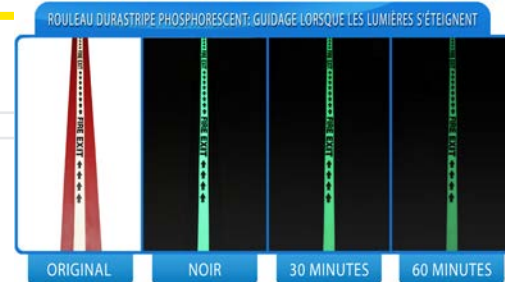 ROULEAU DURASTRIPE PHOSPHORESCENT: GUIDAGE LORSQUE LES LUMIÈRES S'ÉTEIGNENT
FIRE EXIT
FIRE EXIT
FIRE EXIT
FIRE EXIT
ORIGINAL
NOIR
30 MINUTES
60 MINUTES